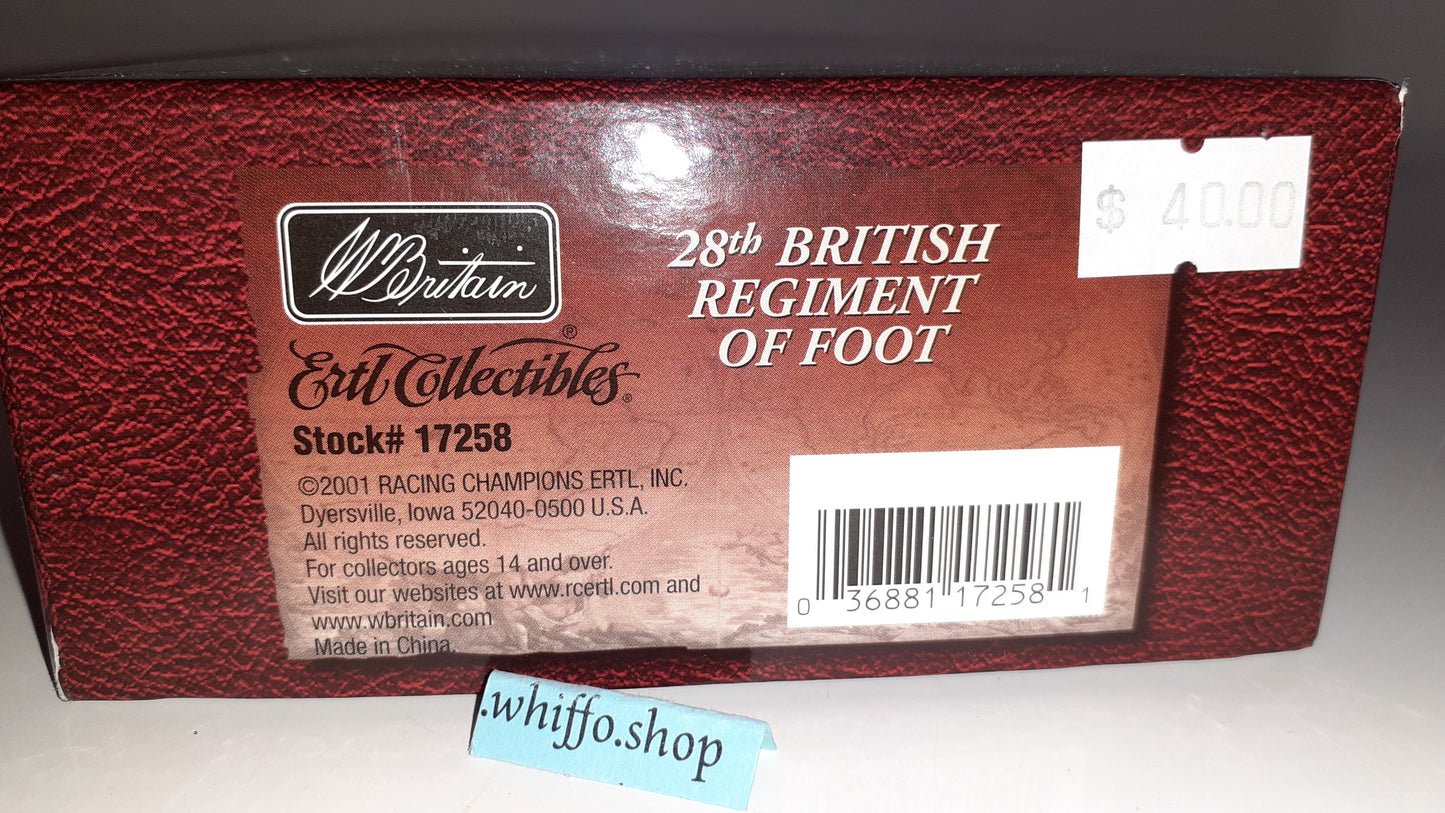 W Britain
Ertl Collectibles®
Stock# 17258
©2001 RACING CHAMPIONS ERTL, INC.
Dyersville, Iowa 52040-0500 U.S.A.
All rights reserved.
For collectors ages 14 and over.
Visit our websites at www.rcertl.com and
www.wbritain.com
Made in China.
28th BRITISH
REGIMENT
OF FOOT
$ 40.00
0 36881 17258 1
.whiffo.shop